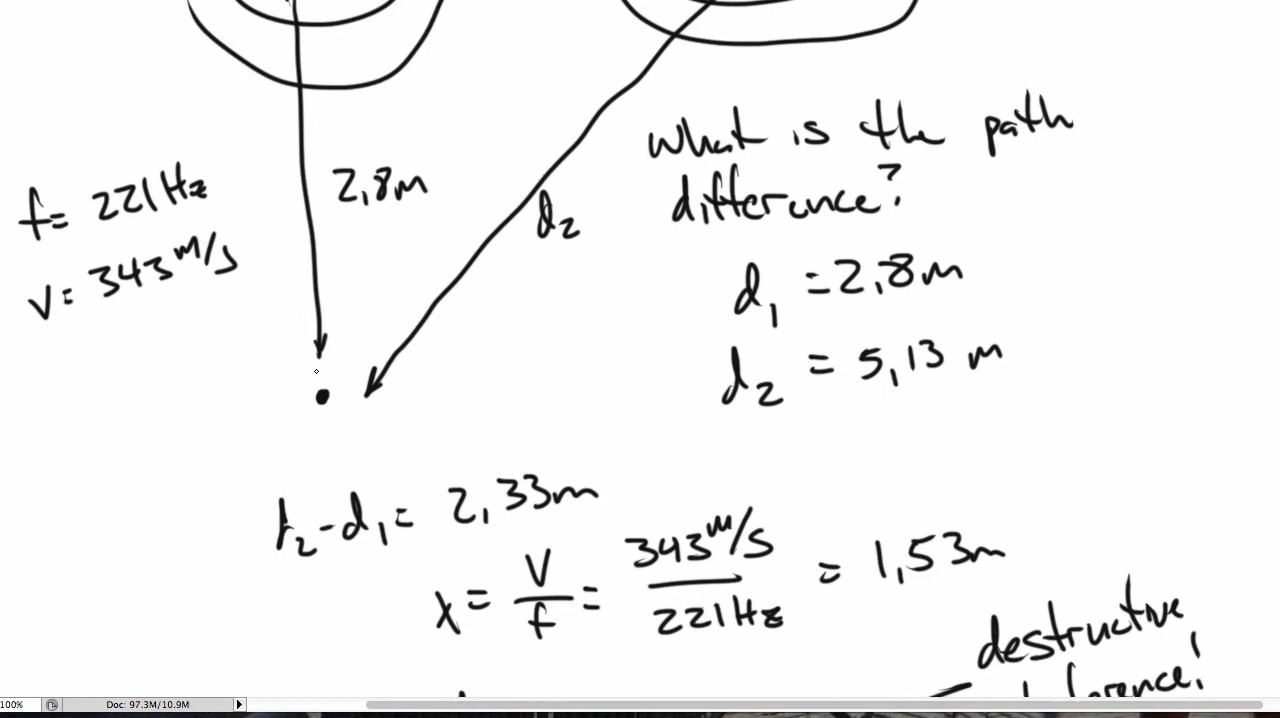 What is the path
difference?
f= 221Hz
2,8m
d2
v= 343m/s
d1 =2,8m
d2 = 5,13 m
d2-d1= 2,33m
λ= v/f = 343m/s / 221Hz = 1,53m
destructive
100%
Doc: 97.3M/10.9M